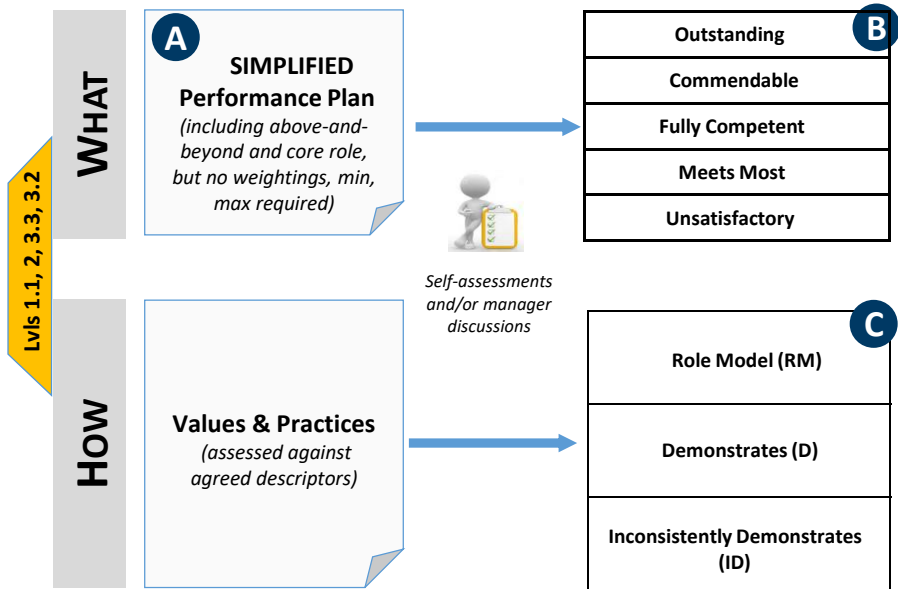 Lvls 1.1, 2, 3.3, 3.2
WHAT
A
SIMPLIFIED
Performance Plan
(including above-and-
beyond and core role,
but no weightings, min,
max required)
B
Outstanding
Commendable
Fully Competent
Meets Most
Unsatisfactory
Self-assessments
and/or manager
discussions
HOW
Values & Practices
(assessed against
agreed descriptors)
C
Role Model (RM)
Demonstrates (D)
Inconsistently Demonstrates
(ID)